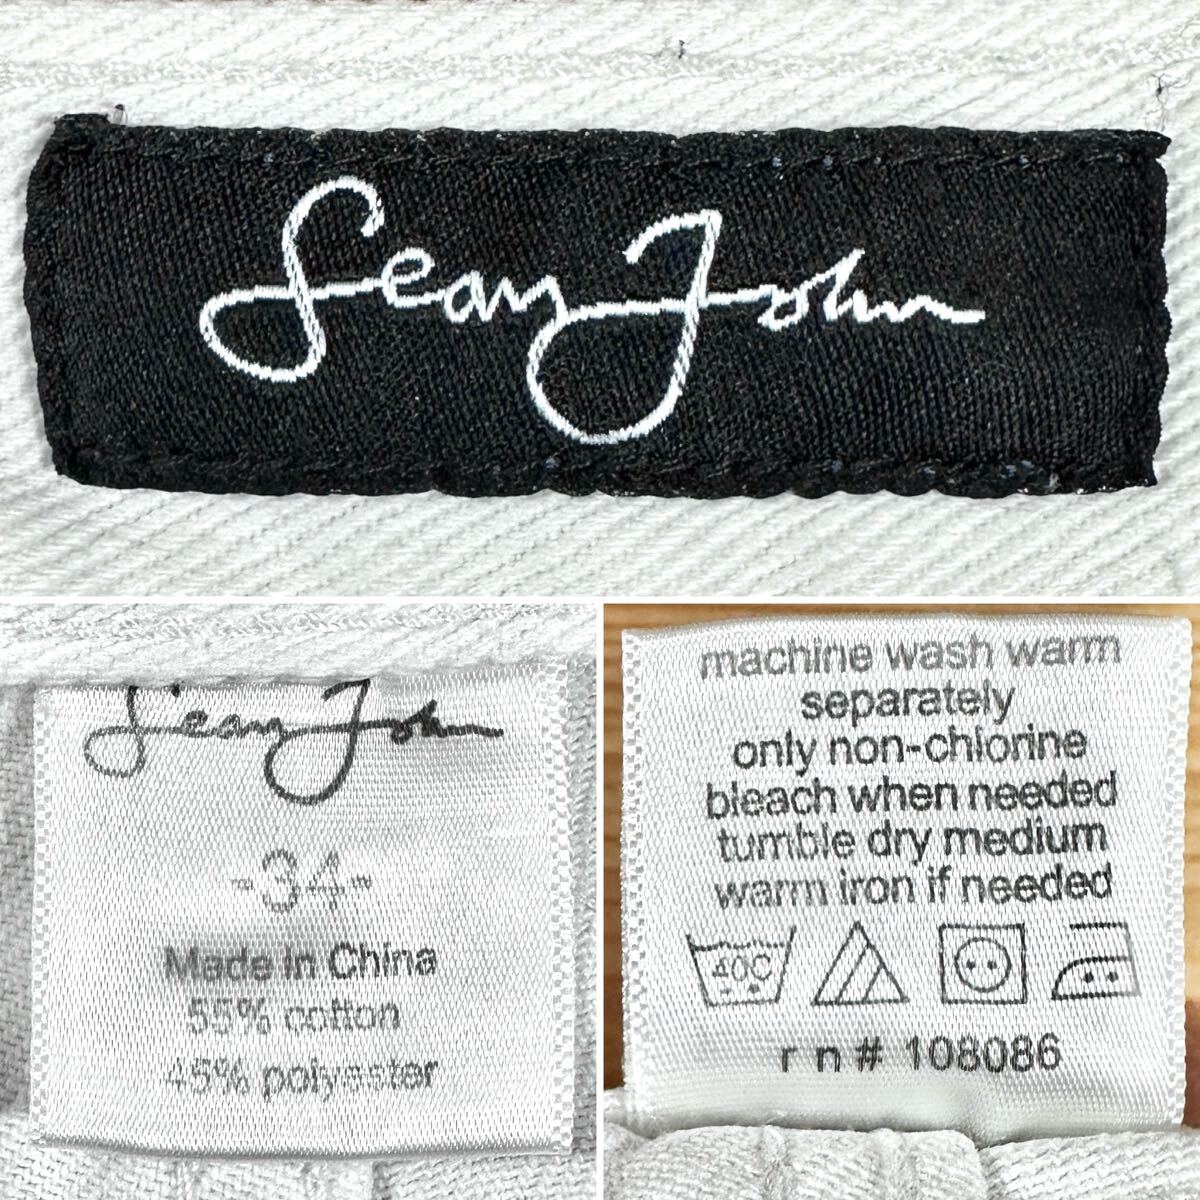 Sean John
Sean John
-34-
Made In China
55% cotton
45% polyester
machine wash warm
separately
only non-chlorine
bleach when needed
tumble dry medium
warm iron if needed
40C
r n # 108086